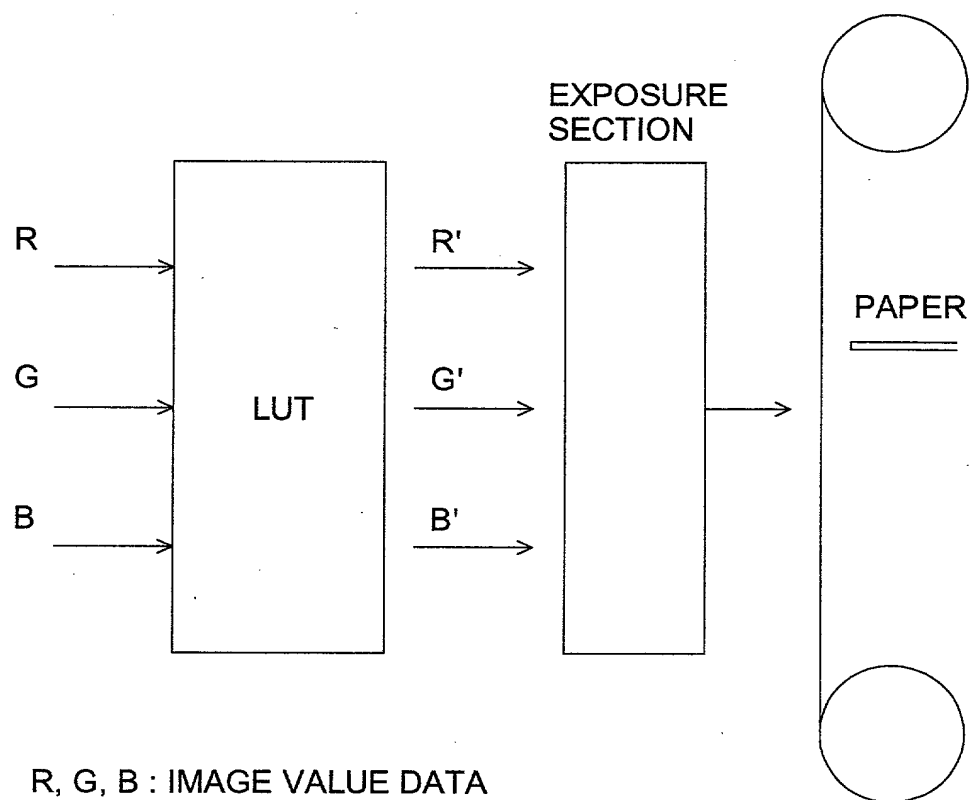 EXPOSURE
SECTION
R
R'
PAPER
G
LUT
G'
B
B'
R, G, B : IMAGE VALUE DATA